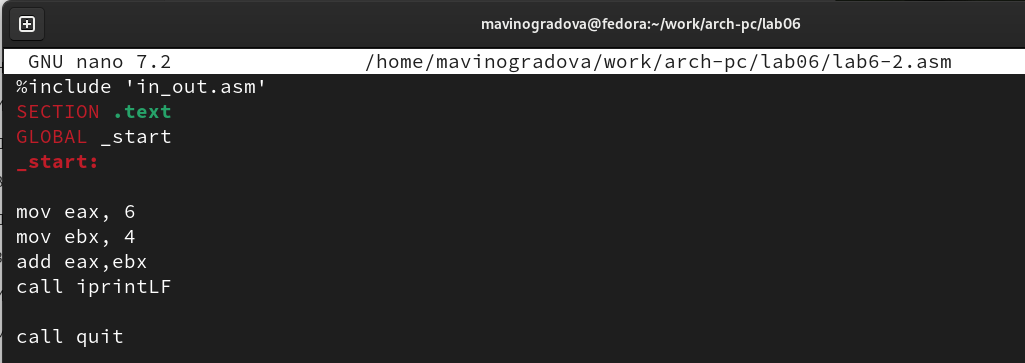 mavinogradova@fedora:~/work/arch-pc/lab06
GNU nano 7.2 /home/mavinogradova/work/arch-pc/lab06/lab6-2.asm
%include 'in_out.asm'
SECTION .text
GLOBAL _start
_start:
mov eax, 6
mov ebx, 4
add eax,ebx
call iprintLF
call quit